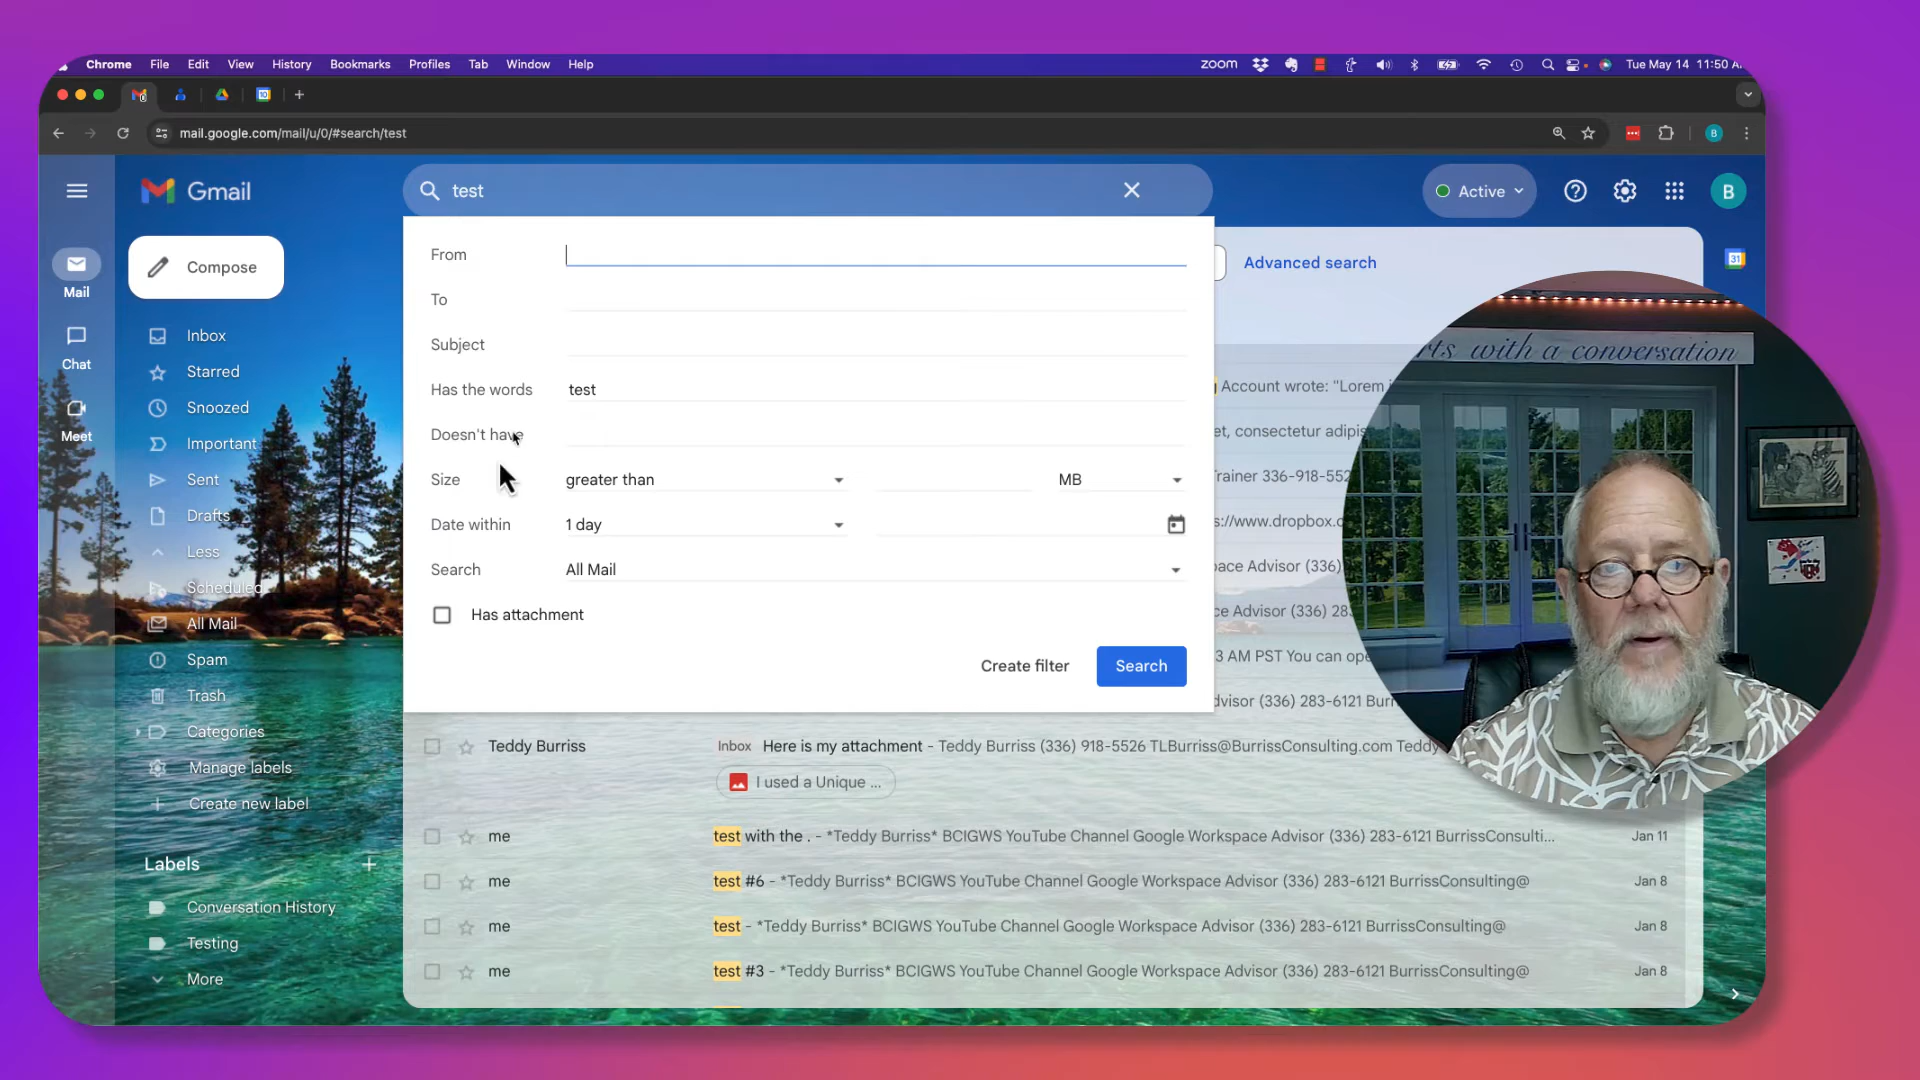 Chrome File Edit View History Bookmarks Profiles Tab Window Help zoom Tue May 14 11:50
mail.google.com/mail/u/0/#search/test B
Gmail test Active B
From
Advanced search
31
Compose
Mail
To
Inbox
Subject
rts with a conversation
Chat
Starred
Has the words test
Account wrote: "Lorem i
Snoozed
Meet
Doesn't have
et, consectetur adipis
Important
Size greater than MB
Trainer 336-918-552
Sent
Drafts
Date within 1 day
s://www.dropbox.c
Less
Search All Mail
ace Advisor (336)
Scheduled
Has attachment
ce Advisor (336) 28
All Mail
Spam
Create filter Search
3 AM PST You can ope
Trash
dvisor (336) 283-6121 Burr
Categories
Teddy Burriss Inbox Here is my attachment - Teddy Burriss (336) 918-5526 TLBurriss@BurrissConsulting.com Teddy
Manage labels
I used a Unique ...
Create new label
me test with the . - *Teddy Burriss* BCIGWS YouTube Channel Google Workspace Advisor (336) 283-6121 BurrissConsulti... Jan 11
Labels
me test #6 - *Teddy Burriss* BCIGWS YouTube Channel Google Workspace Advisor (336) 283-6121 BurrissConsulting@ Jan 8
Conversation History
me test - *Teddy Burriss* BCIGWS YouTube Channel Google Workspace Advisor (336) 283-6121 BurrissConsulting@ Jan 8
Testing
me test #3 - *Teddy Burriss* BCIGWS YouTube Channel Google Workspace Advisor (336) 283-6121 BurrissConsulting@ Jan 8
More